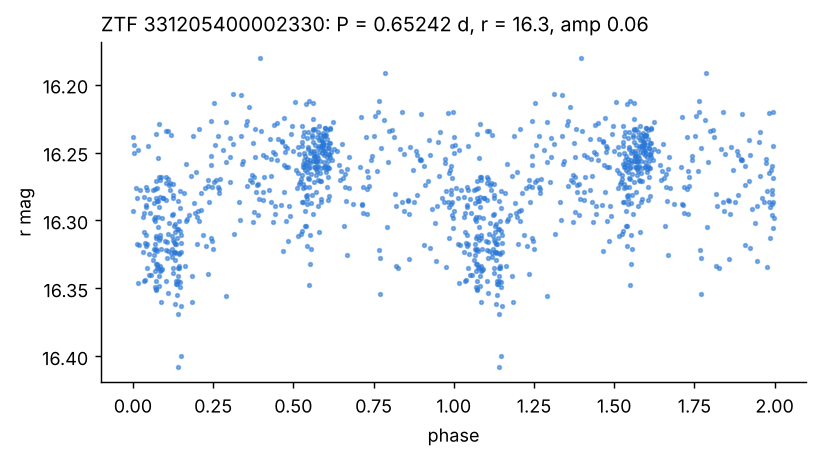 ZTF 331205400002330: P = 0.65242 d, r = 16.3, amp 0.06
16.20
16.25
16.30
16.35
16.40
r mag
0.00 0.25 0.50 0.75 1.00 1.25 1.50 1.75 2.00
phase